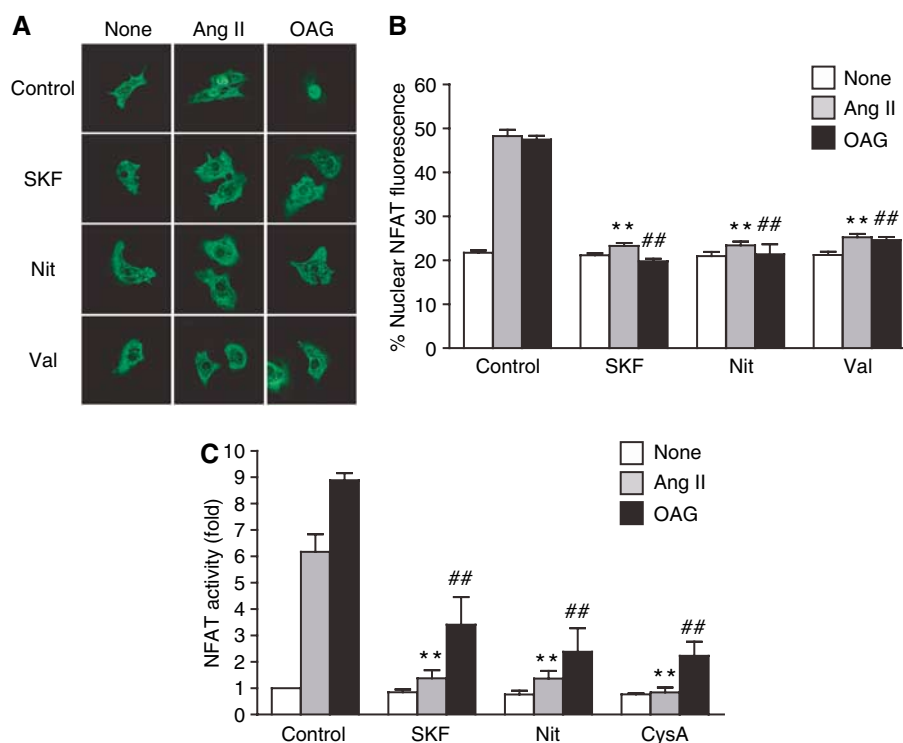 A
None Ang II OAG
Control
SKF
Nit
Val
B
% Nuclear NFAT fluorescence
60
50
40
30
20
10
0
None
Ang II
OAG
** ## ** ## ** ##
Control SKF Nit Val
C
NFAT activity (fold)
10
9
8
7
6
5
4
3
2
1
0
None
Ang II
OAG
** ## ** ## ** ##
Control SKF Nit CysA